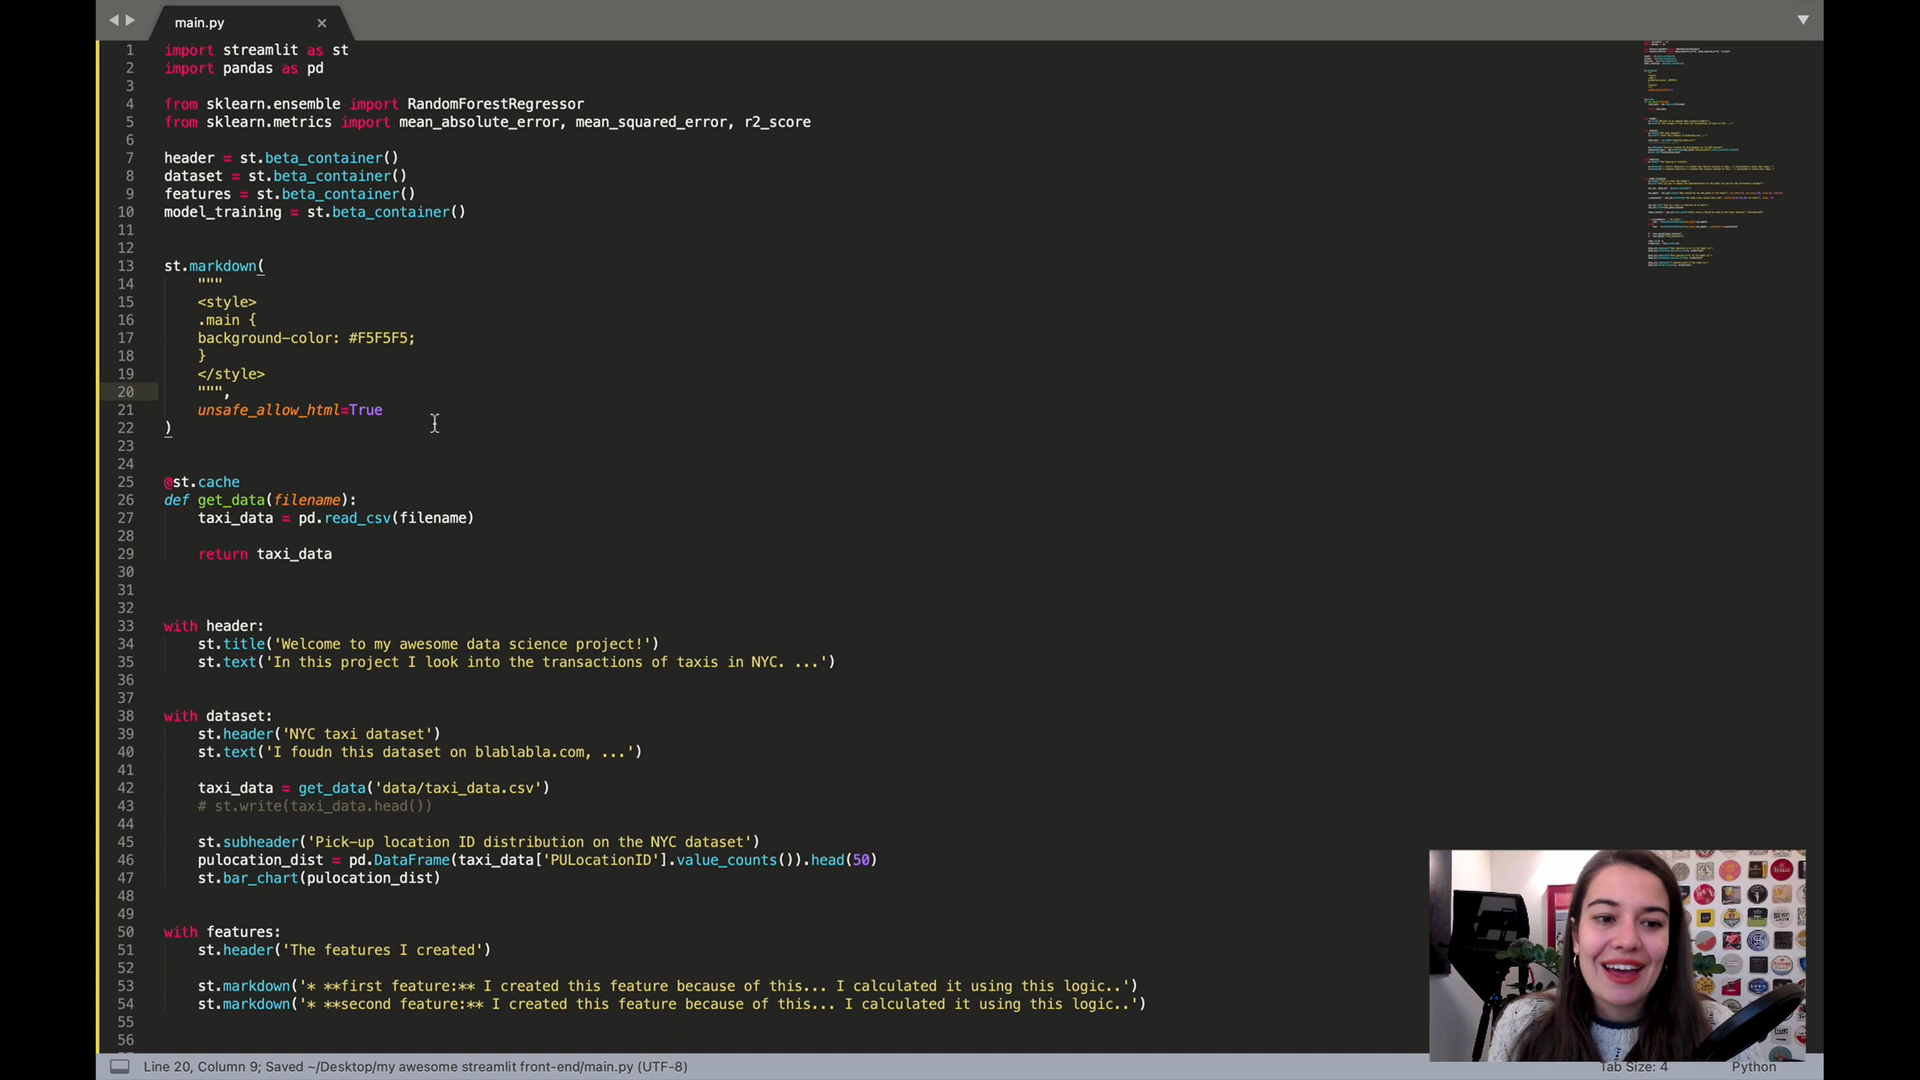 main.py
1 import streamlit as st
2 import pandas as pd
3
4 from sklearn.ensemble import RandomForestRegressor
5 from sklearn.metrics import mean_absolute_error, mean_squared_error, r2_score
6
7 header = st.beta_container()
8 dataset = st.beta_container()
9 features = st.beta_container()
10 model_training = st.beta_container()
11
12
13 st.markdown(
14 """
15 <style>
16 .main {
17 background-color: #F5F5F5;
18 }
19 </style>
20 """,
21 unsafe_allow_html=True
22 )
23
24
25 @st.cache
26 def get_data(filename):
27 taxi_data = pd.read_csv(filename)
28
29 return taxi_data
30
31
32
33 with header:
34 st.title('Welcome to my awesome data science project!')
35 st.text('In this project I look into the transactions of taxis in NYC. ...')
36
37
38 with dataset:
39 st.header('NYC taxi dataset')
40 st.text('I foudn this dataset on blablabla.com, ...')
41
42 taxi_data = get_data('data/taxi_data.csv')
43 # st.write(taxi_data.head())
44
45 st.subheader('Pick-up location ID distribution on the NYC dataset')
46 pulocation_dist = pd.DataFrame(taxi_data['PULocationID'].value_counts()).head(50)
47 st.bar_chart(pulocation_dist)
48
49
50 with features:
51 st.header('The features I created')
52
53 st.markdown('* **first feature:** I created this feature because of this... I calculated it using this logic..')
54 st.markdown('* **second feature:** I created this feature because of this... I calculated it using this logic..')
55
56
Line 20, Column 9; Saved ~/Desktop/my awesome streamlit front-end/main.py (UTF-8)
Tab Size: 4
Python